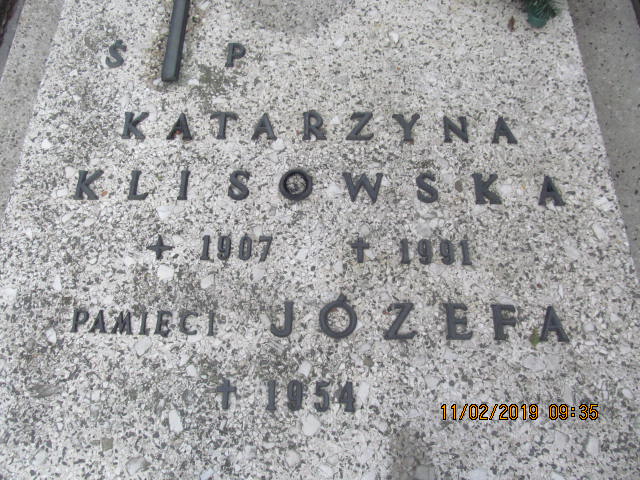 Ś P
KATARZYNA
KLISOWSKA
+ 1907 + 1991
PAMIĘCI JÓZEFA
+ 1954
11/02/2019 09:35